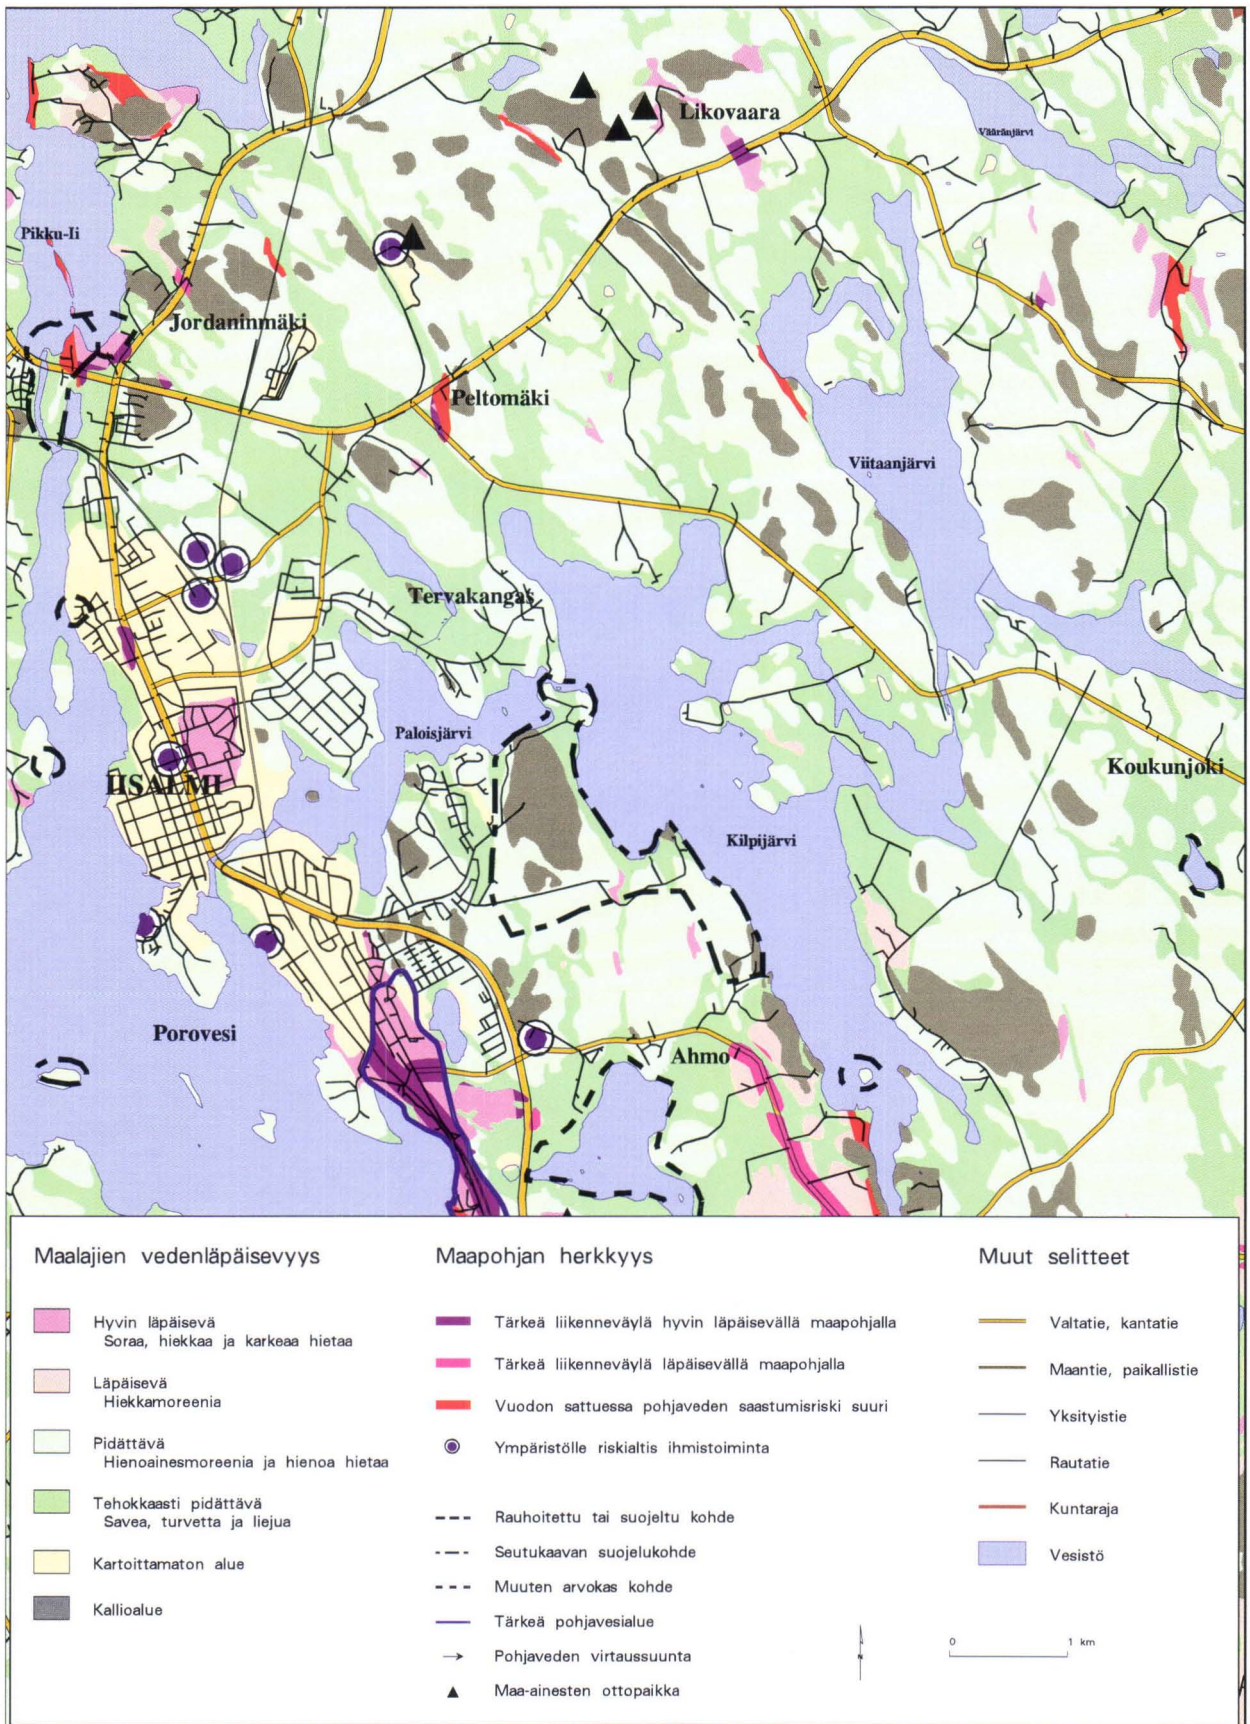 Likovaara
Vääränjärvi
Pikku-Ii
Jordaninmäki
Peltomäki
Viitaanjärvi
Tervakangas
Paloisjärvi
Koukunjoki
IISALMI
Kilpijärvi
Porovesi
Ahmo
Maalajien vedenläpäisevyys
Hyvin läpäisevä
Soraa, hiekkaa ja karkeaa hietaa
Läpäisevä
Hiekkamoreenia
Pidättävä
Hienoainesmoreenia ja hienoa hietaa
Tehokkaasti pidättävä
Savea, turvetta ja liejua
Kartoittamaton alue
Kallioalue
Maapohjan herkkyys
Tärkeä liikenneväylä hyvin läpäisevällä maapohjalla
Tärkeä liikenneväylä läpäisevällä maapohjalla
Vuodon sattuessa pohjaveden saastumisriski suuri
Ympäristölle riskialtis ihmistoiminta
Rauhoitettu tai suojeltu kohde
Seutukaavan suojelukohde
Muuten arvokas kohde
Tärkeä pohjavesialue
Pohjaveden virtaussuunta
Maa-ainesten ottopaikka
Muut selitteet
Valtatie, kantatie
Maantie, paikallistie
Yksityistie
Rautatie
Kuntaraja
Vesistö
N
0 1 km